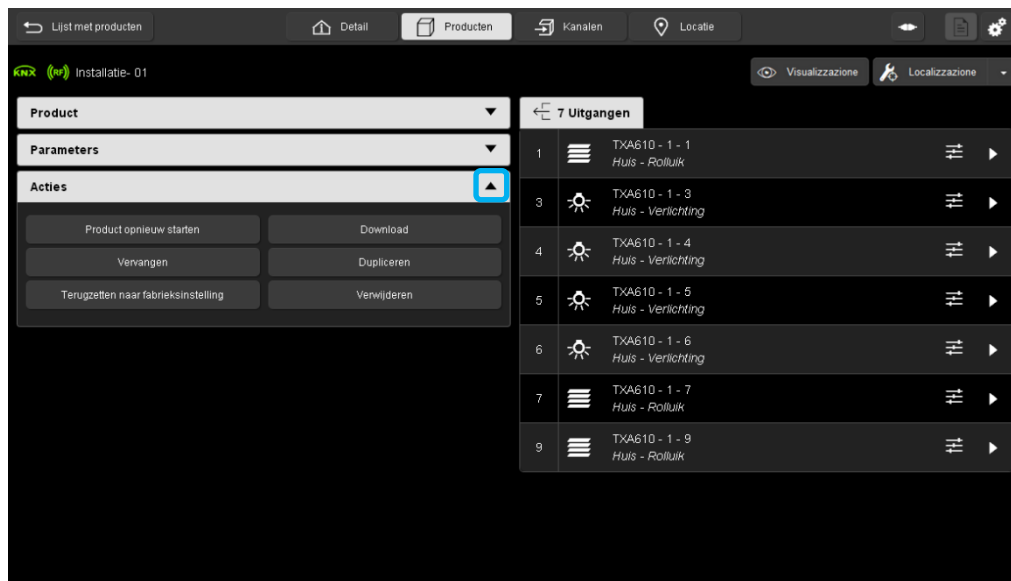 Lijst met producten
Detail
Producten
Kanalen
Locatie
KNX (RF) Installatie- 01
Visualizzazione
Localizzazione
Product
Parameters
Acties
Product opnieuw starten
Download
Vervangen
Dupliceren
Terugzetten naar fabrieksinstelling
Verwijderen
7 Uitgangen
1
TXA610 - 1 - 1
Huis - Rolluik
3
TXA610 - 1 - 3
Huis - Verlichting
4
TXA610 - 1 - 4
Huis - Verlichting
5
TXA610 - 1 - 5
Huis - Verlichting
6
TXA610 - 1 - 6
Huis - Verlichting
7
TXA610 - 1 - 7
Huis - Rolluik
9
TXA610 - 1 - 9
Huis - Rolluik